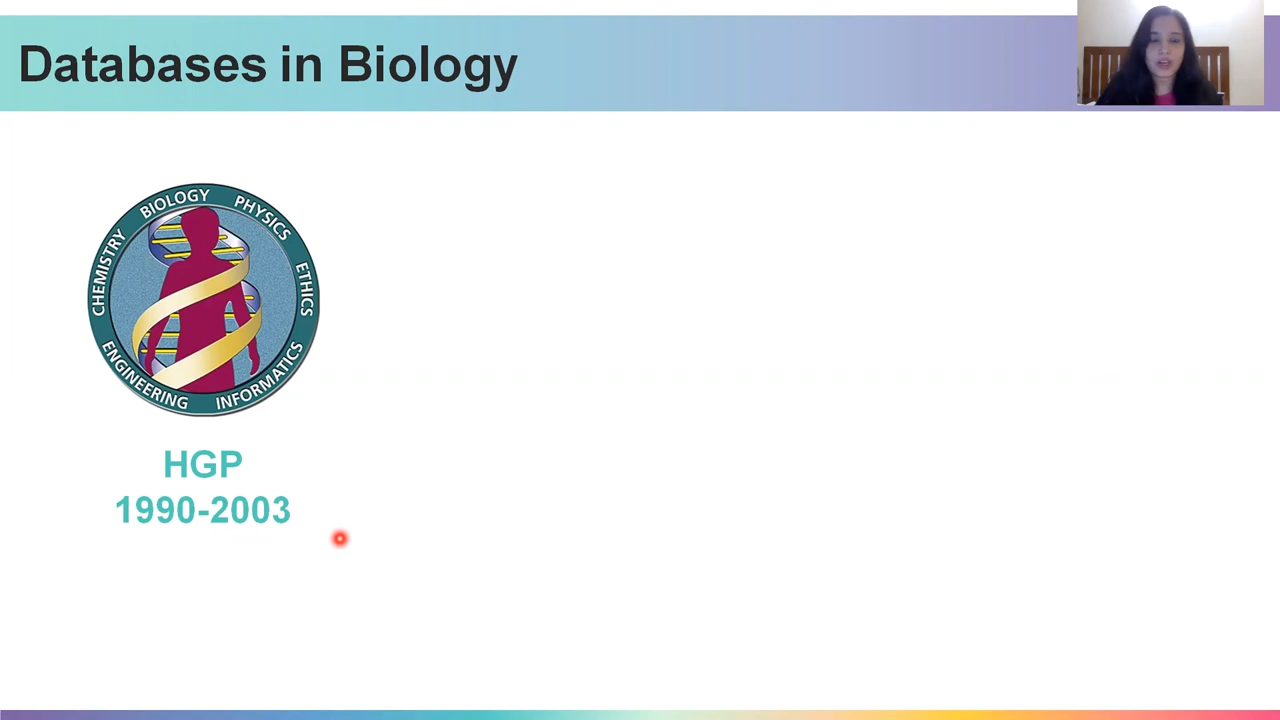 Databases in Biology
CHEMISTRY BIOLOGY PHYSICS ETHICS
ENGINEERING INFORMATICS
HGP
1990-2003